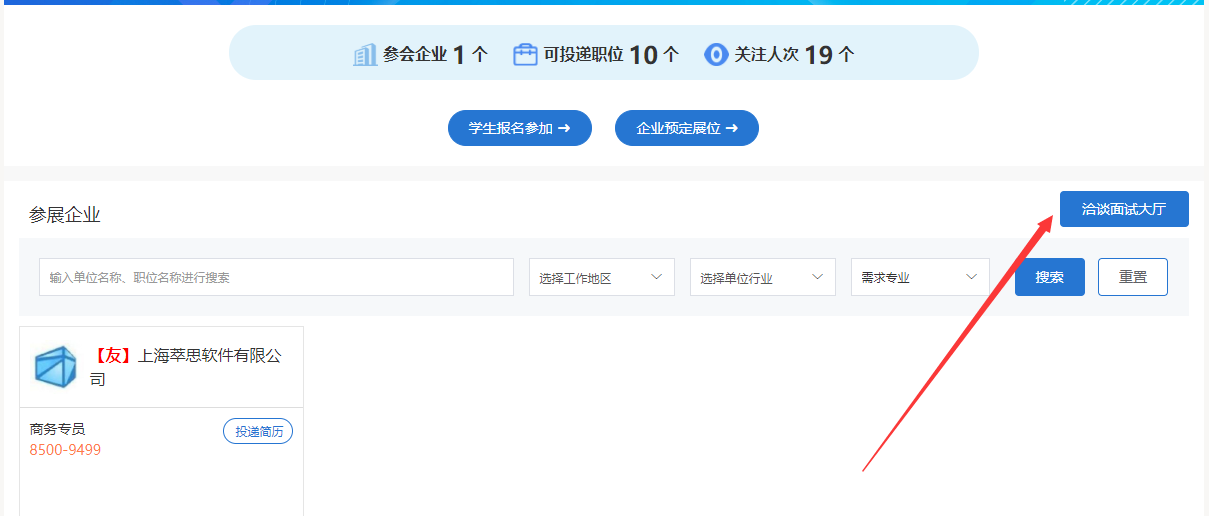 参会企业 1 个 可投递职位 10 个 关注人次 19 个
学生报名参加 → 企业预定展位 →
参展企业 洽谈面试大厅
输入单位名称、职位名称进行搜索 选择工作地区 选择单位行业 需求专业 搜索 重置
【友】上海萃思软件有限公
司
商务专员 投递简历
8500-9499